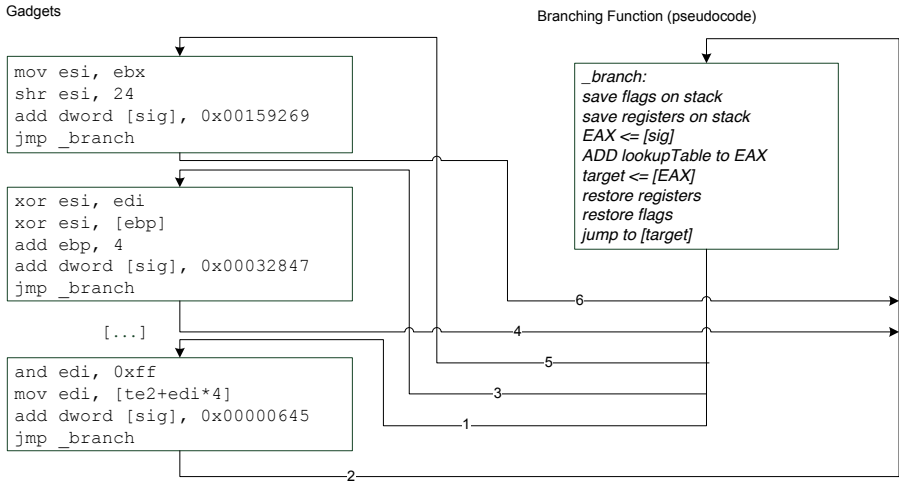 Gadgets
Branching Function (pseudocode)
mov esi, ebx
shr esi, 24
add dword [sig], 0x00159269
jmp _branch
_branch:
save flags on stack
save registers on stack
EAX <= [sig]
ADD lookupTable to EAX
target <= [EAX]
restore registers
restore flags
jump to [target]
xor esi, edi
xor esi, [ebp]
add ebp, 4
add dword [sig], 0x00032847
jmp _branch
6
[...]
4
5
and edi, 0xff
mov edi, [te2+edi*4]
add dword [sig], 0x00000645
jmp _branch
3
1
2